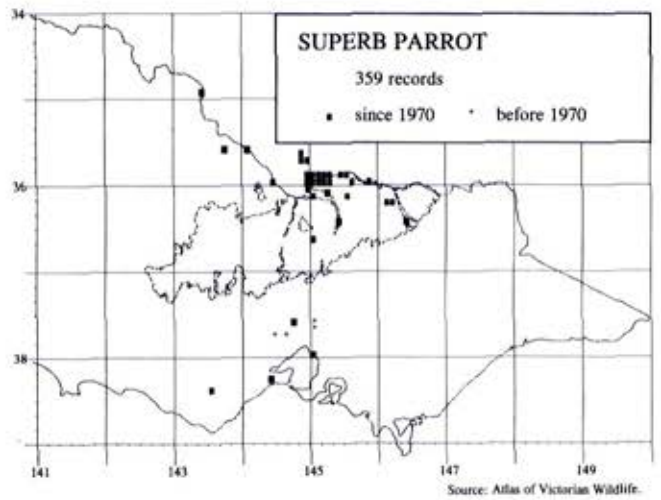 34
SUPERB PARROT
359 records
since 1970 before 1970
36
38
141 143 145 147 149
Source: Atlas of Victorian Wildlife.